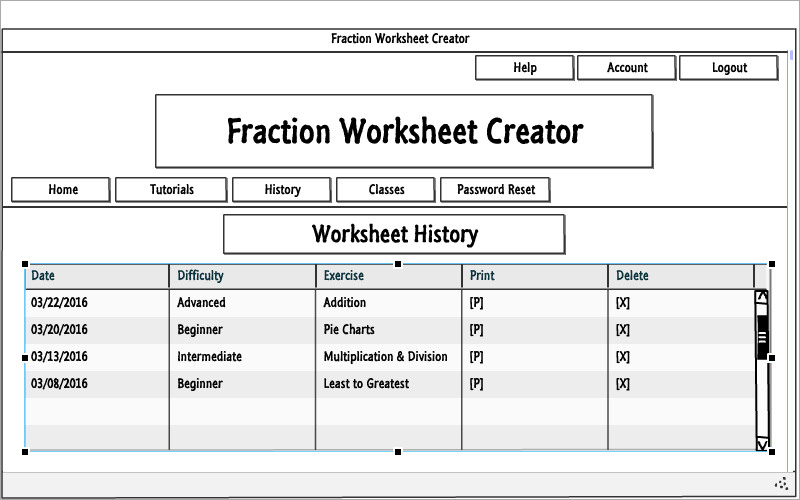 Fraction Worksheet Creator
Help Account Logout
Fraction Worksheet Creator
Home Tutorials History Classes Password Reset
Worksheet History
Date Difficulty Exercise Print Delete
03/22/2016 Advanced Addition [P] [X]
03/20/2016 Beginner Pie Charts [P] [X]
03/13/2016 Intermediate Multiplication & Division [P] [X]
03/08/2016 Beginner Least to Greatest [P] [X]